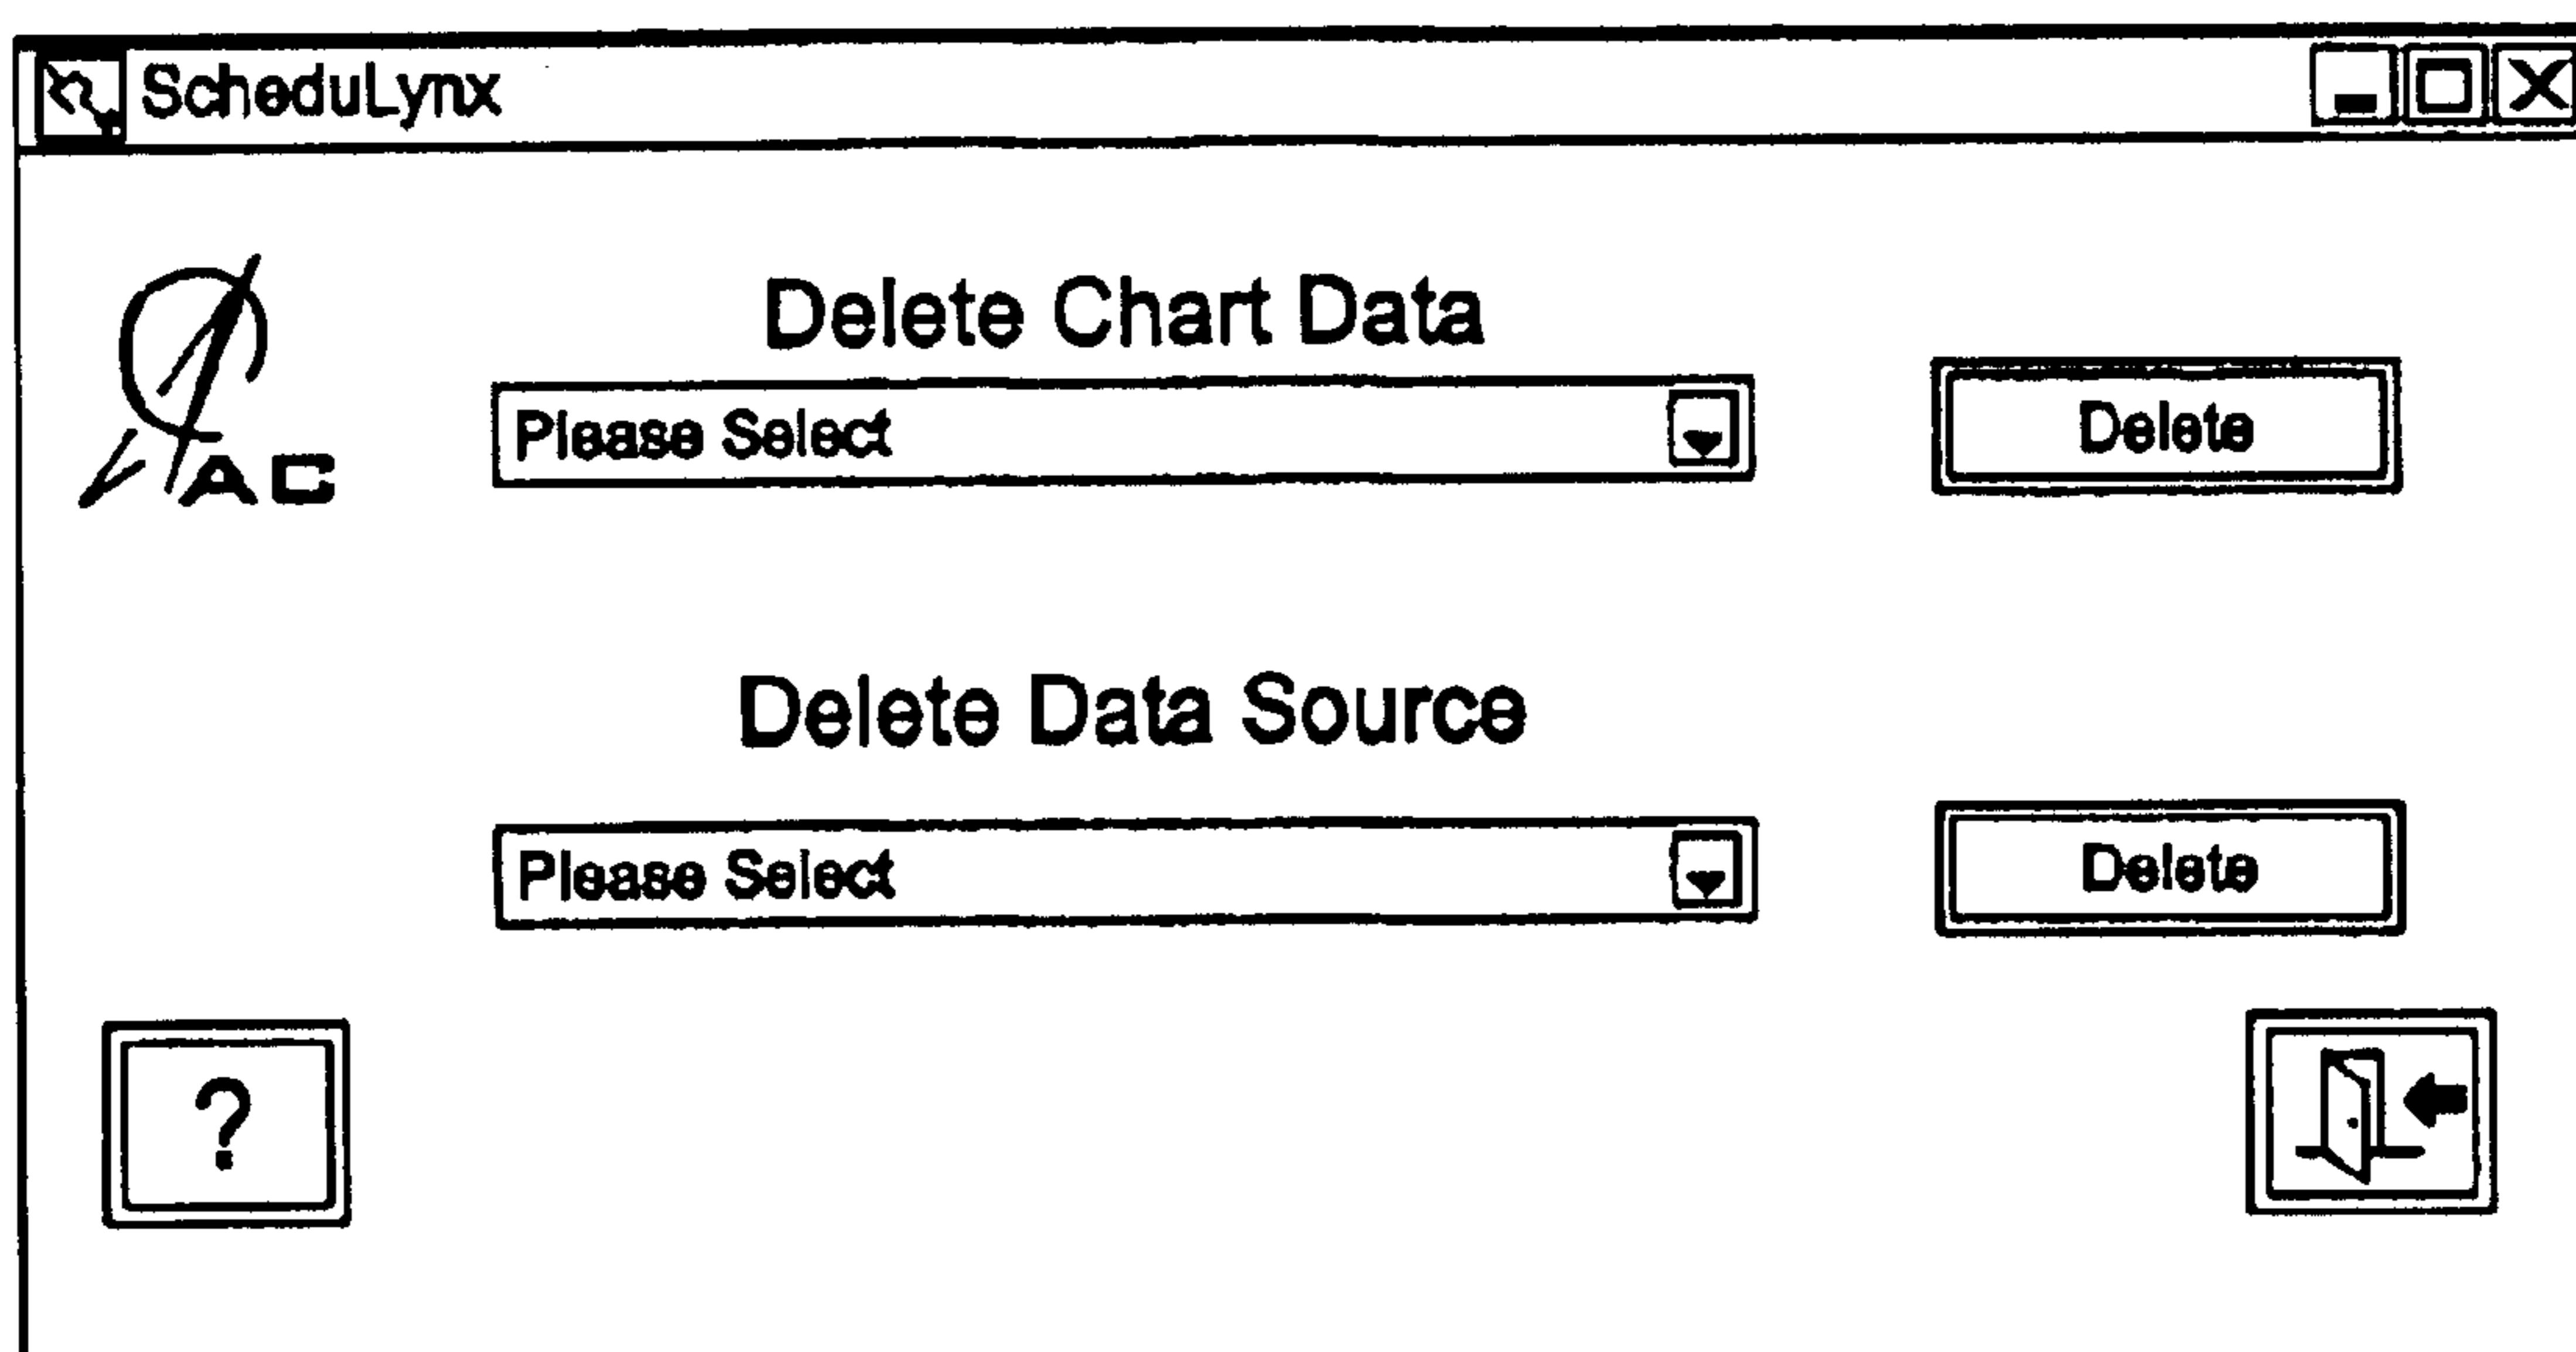 ScheduLynx
AC
Delete Chart Data
Please Select
Delete
Delete Data Source
Please Select
Delete
?